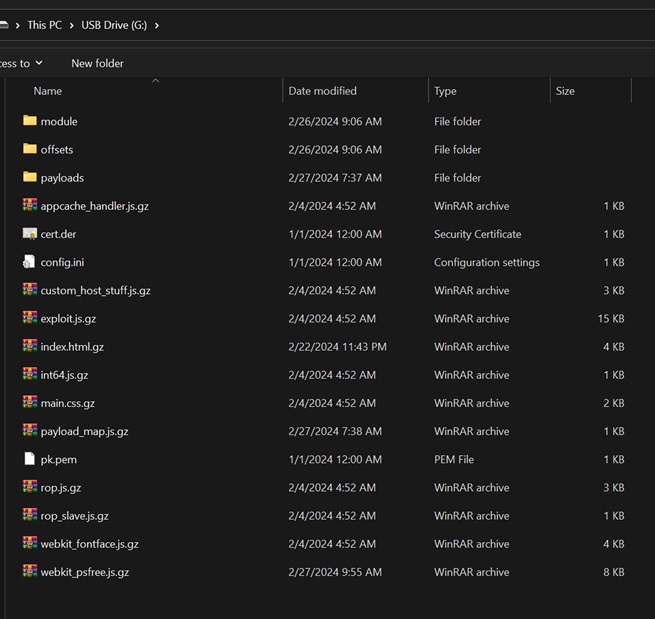 This PC > USB Drive (G:) >
cess to New folder
Name Date modified Type Size
module 2/26/2024 9:06 AM File folder
offsets 2/26/2024 9:06 AM File folder
payloads 2/27/2024 7:37 AM File folder
appcache_handler.js.gz 2/4/2024 4:52 AM WinRAR archive 1 KB
cert.der 1/1/2024 12:00 AM Security Certificate 1 KB
config.ini 1/1/2024 12:00 AM Configuration settings 1 KB
custom_host_stuff.js.gz 2/4/2024 4:52 AM WinRAR archive 3 KB
exploit.js.gz 2/4/2024 4:52 AM WinRAR archive 15 KB
index.html.gz 2/22/2024 11:43 PM WinRAR archive 4 KB
int64.js.gz 2/4/2024 4:52 AM WinRAR archive 1 KB
main.css.gz 2/4/2024 4:52 AM WinRAR archive 2 KB
payload_map.js.gz 2/27/2024 7:38 AM WinRAR archive 1 KB
pk.pem 1/1/2024 12:00 AM PEM File 1 KB
rop.js.gz 2/4/2024 4:52 AM WinRAR archive 3 KB
rop_slave.js.gz 2/4/2024 4:52 AM WinRAR archive 1 KB
webkit_fontface.js.gz 2/4/2024 4:52 AM WinRAR archive 4 KB
webkit_psfree.js.gz 2/27/2024 9:55 AM WinRAR archive 8 KB